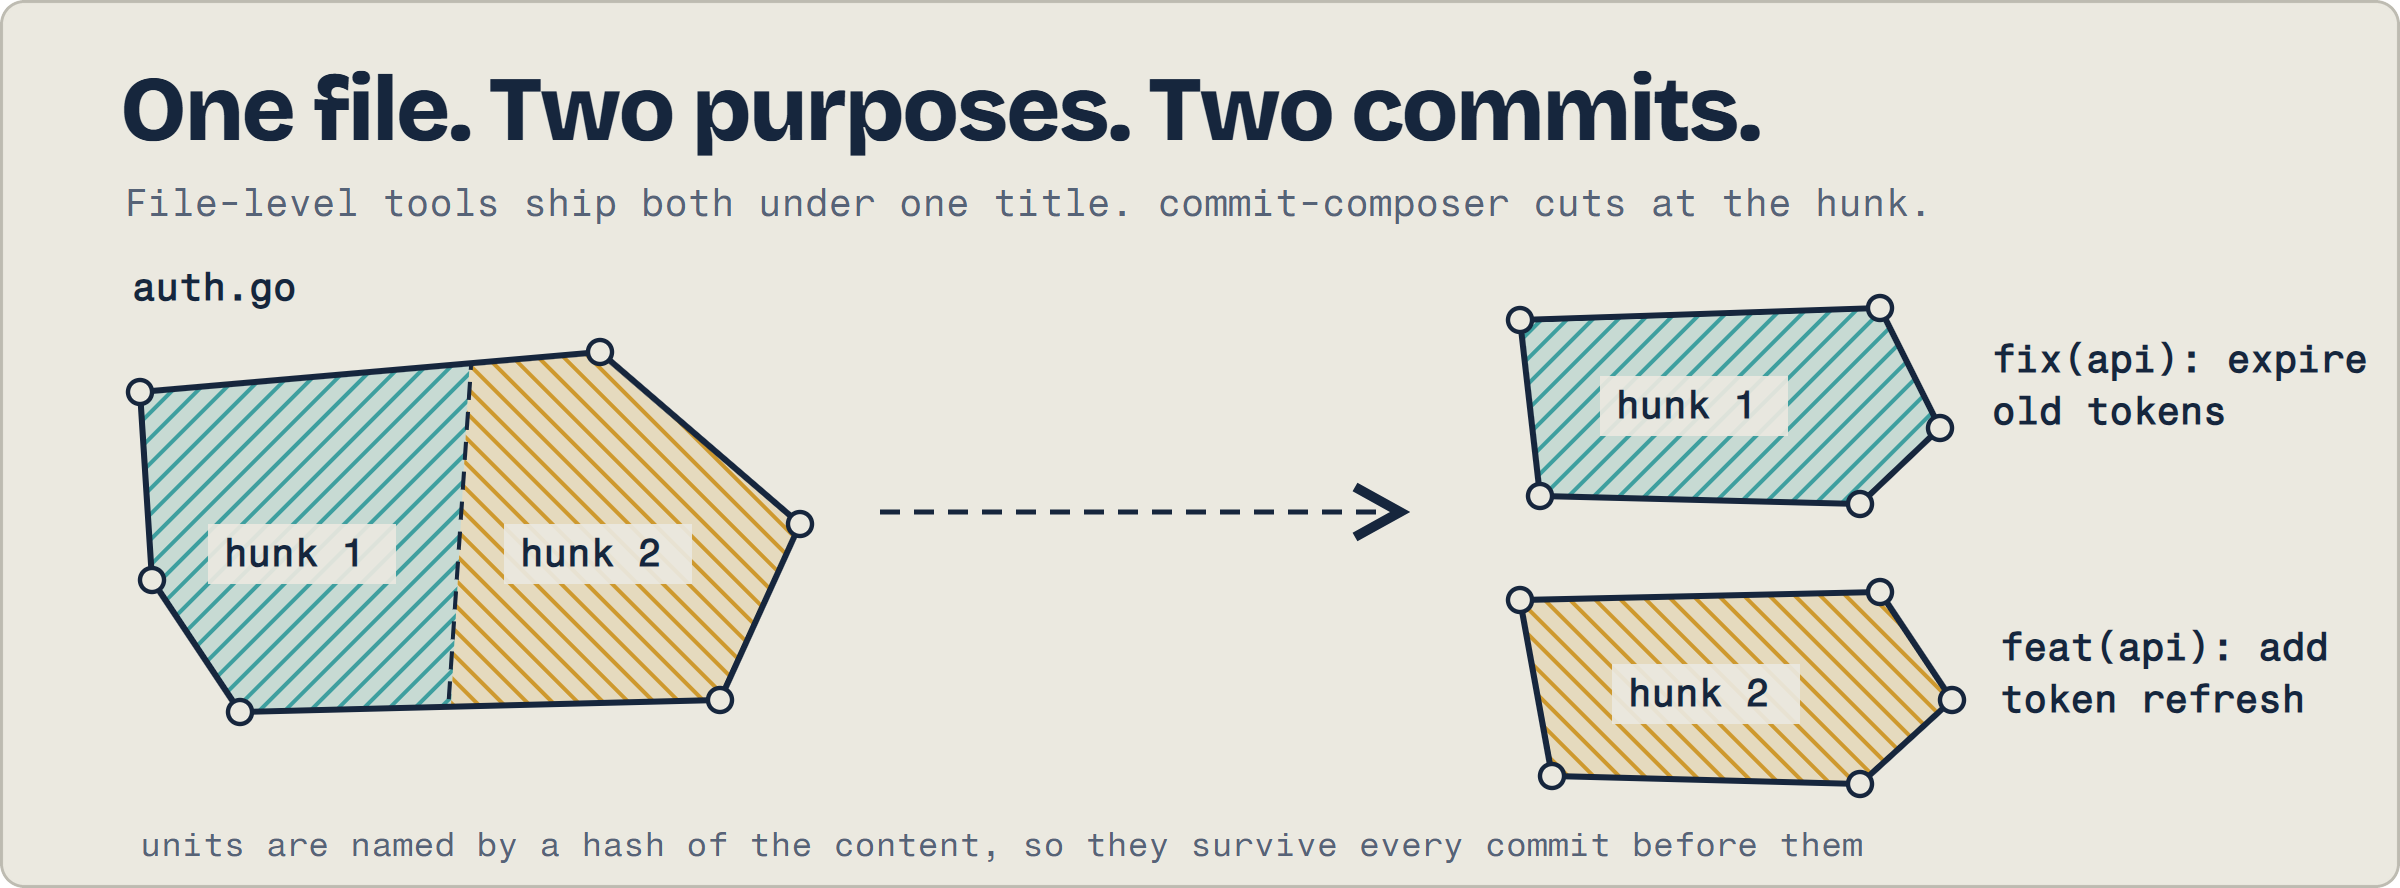 One file. Two purposes. Two commits.
File-level tools ship both under one title. commit-composer cuts at the hunk.
auth.go
hunk 1
hunk 2
hunk 1
fix(api): expire
old tokens
hunk 2
feat(api): add
token refresh
units are named by a hash of the content, so they survive every commit before them